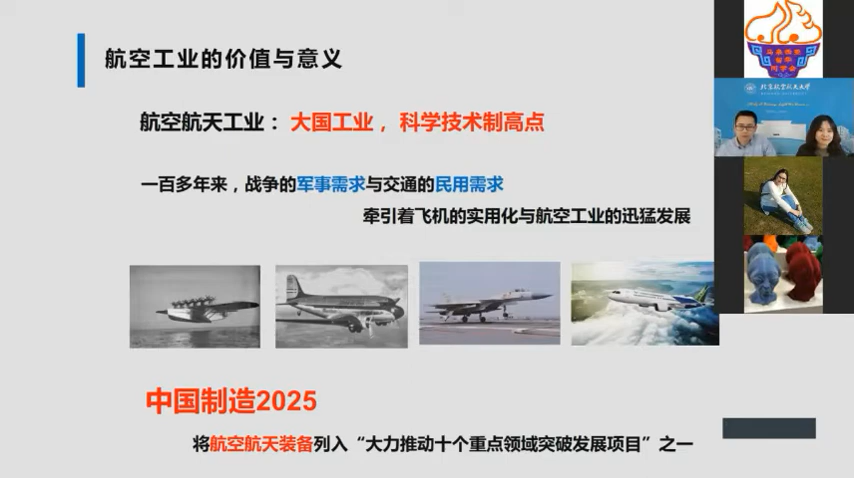 航空工业的价值与意义
航空航天工业：大国工业，科学技术制高点
一百多年来，战争的军事需求与交通的民用需求
牵引着飞机的实用化与航空工业的迅猛发展
中国制造2025
将航空航天装备列入“大力推动十个重点领域突破发展项目”之一
北京航空航天大学